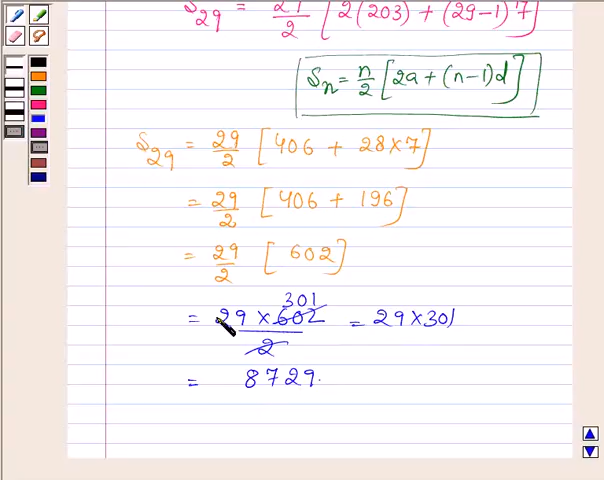 S₂₉ = 29/2 [2(203) + (29-1)7]
Sₙ = n/2 [2a + (n-1)d]
S₂₉ = 29/2 [406 + 28×7]
= 29/2 [406 + 196]
= 29/2 [602]
301
= 29 × 602 / 2 = 29×301
= 8729.